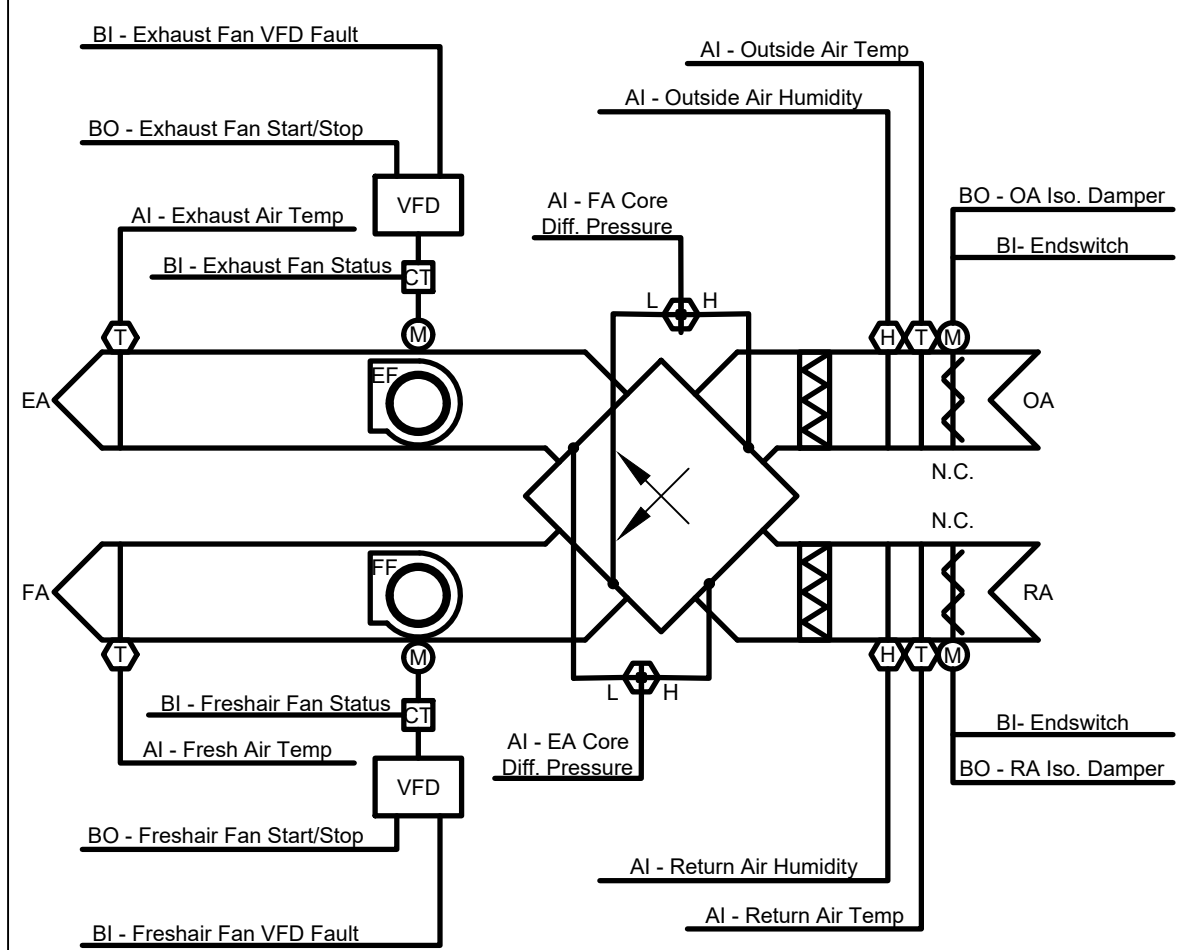 BI - Exhaust Fan VFD Fault
AI - Outside Air Temp
AI - Outside Air Humidity
BO - Exhaust Fan Start/Stop
VFD
AI - FA Core
Diff. Pressure
BO - OA Iso. Damper
AI - Exhaust Air Temp
BI- Endswitch
BI - Exhaust Fan Status
CT
L
H
T
M
H
T
M
EF
EA
OA
N.C.
N.C.
FF
FA
RA
T
M
H
T
M
L
H
BI - Freshair Fan Status
CT
BI- Endswitch
AI - Fresh Air Temp
AI - EA Core
Diff. Pressure
BO - RA Iso. Damper
VFD
BO - Freshair Fan Start/Stop
AI - Return Air Humidity
AI - Return Air Temp
BI - Freshair Fan VFD Fault